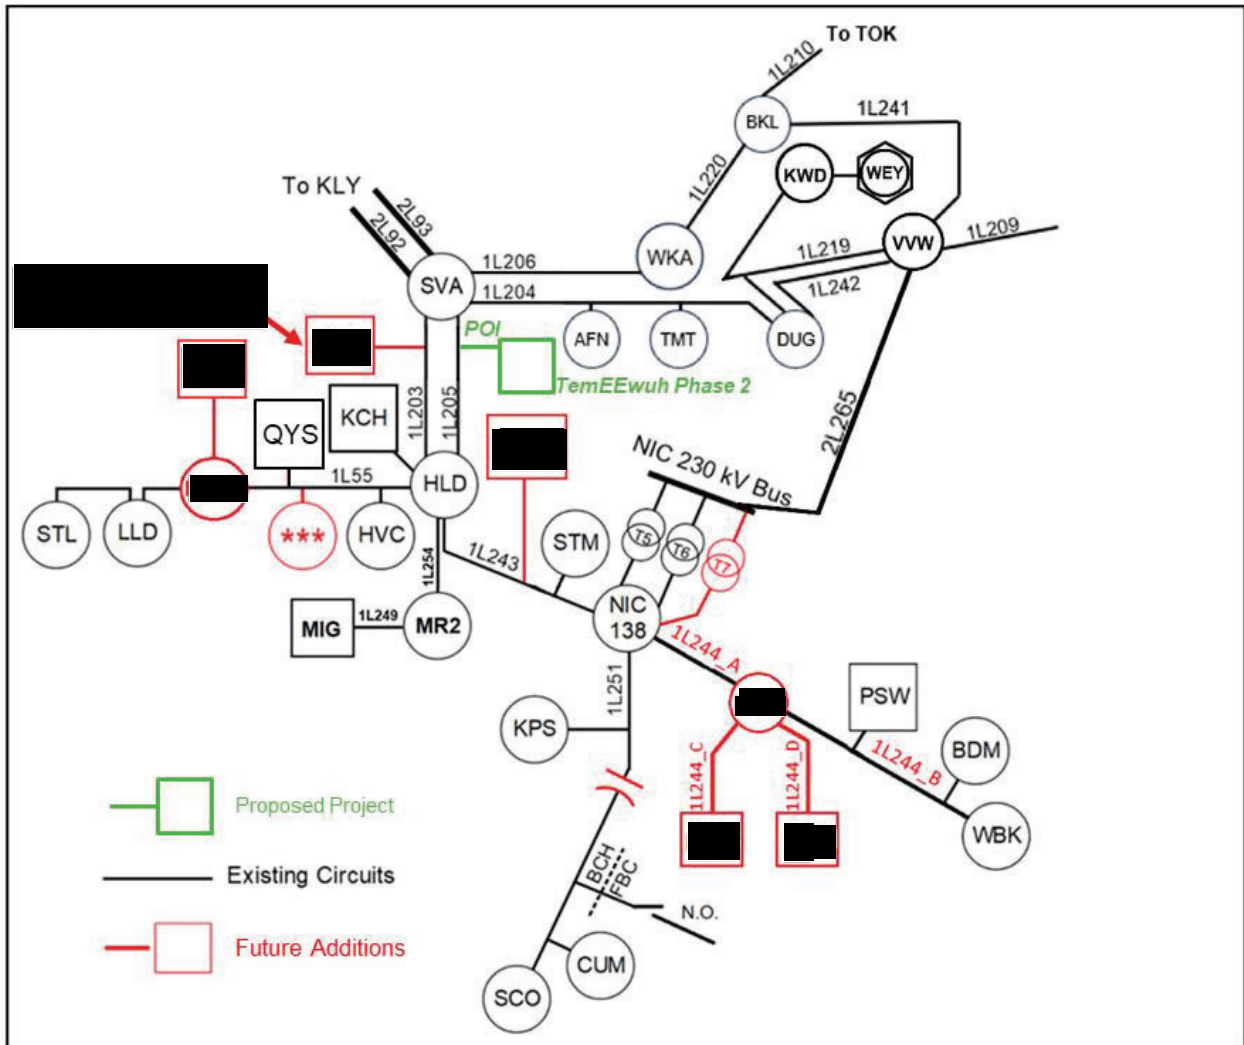 To TOK
1L210
BKL
1L241
1L220
KWD
WEY
To KLY
2L93
2L92
1L206
WKA
1L219
VVW
1L209
SVA
1L204
1L242
POI
AFN
TMT
DUG
TemEEwuh Phase 2
1L203
1L205
KCH
QYS
2L265
NIC 230 kV Bus
1L55
HLD
STL
LLD
***
HVC
STM
T5
T6
T7
1L254
1L243
NIC
138
MIG
1L249
MR2
1L244_A
1L251
KPS
PSW
1L244_C
1L244_D
1L244_B
BDM
WBK
Proposed Project
BCH
FBC
Existing Circuits
N.O.
Future Additions
CUM
SCO